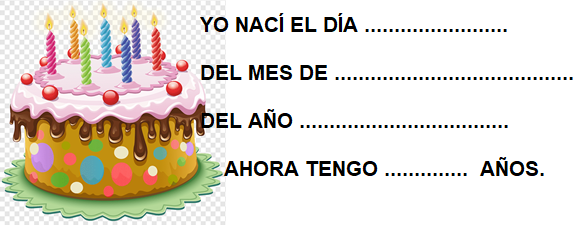 YO NACÍ EL DÍA ........................
DEL MES DE ........................................
DEL AÑO ...................................
AHORA TENGO .............. AÑOS.